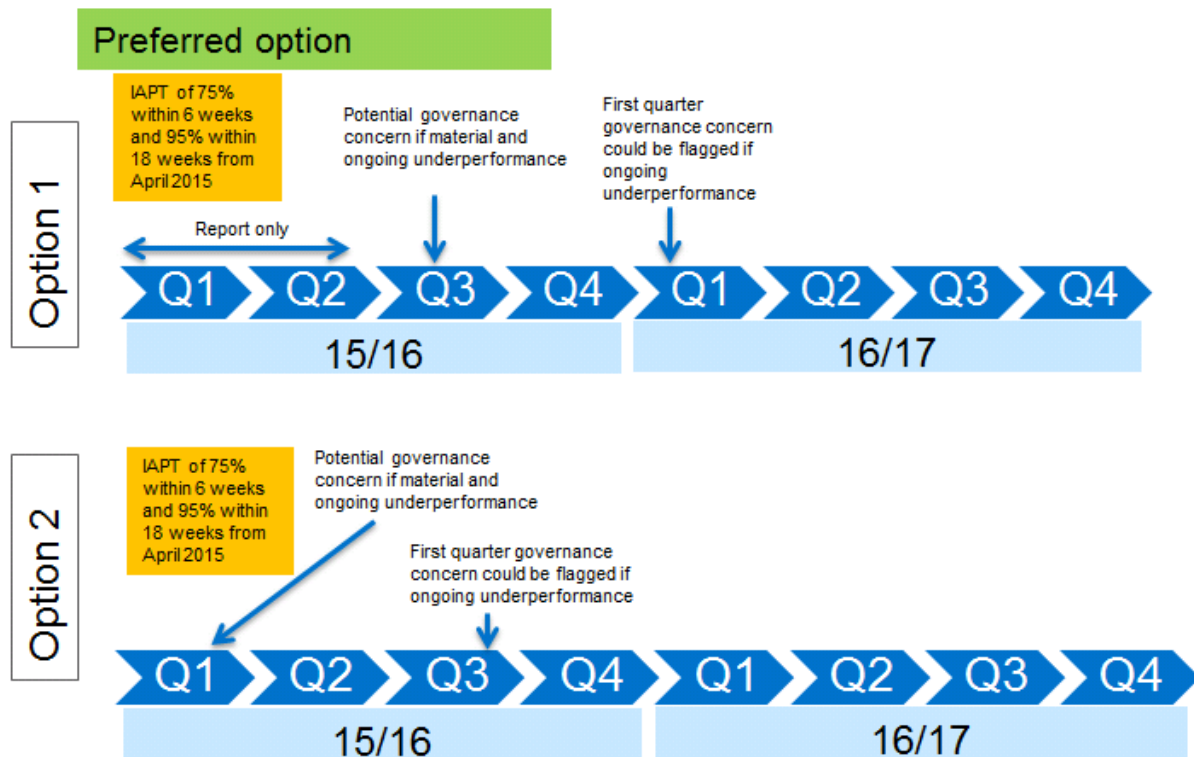 Preferred option
Option 1
IAPT of 75%
within 6 weeks
and 95% within
18 weeks from
April 2015
Potential governance
concern if material and
ongoing underperformance
First quarter
governance concern
could be flagged if
ongoing
underperformance
Report only
Q1 Q2 Q3 Q4 Q1 Q2 Q3 Q4
15/16 16/17
Option 2
IAPT of 75%
within 6 weeks
and 95% within
18 weeks from
April 2015
Potential governance
concern if material and
ongoing underperformance
First quarter governance
concern could be flagged if
ongoing underperformance
Q1 Q2 Q3 Q4 Q1 Q2 Q3 Q4
15/16 16/17